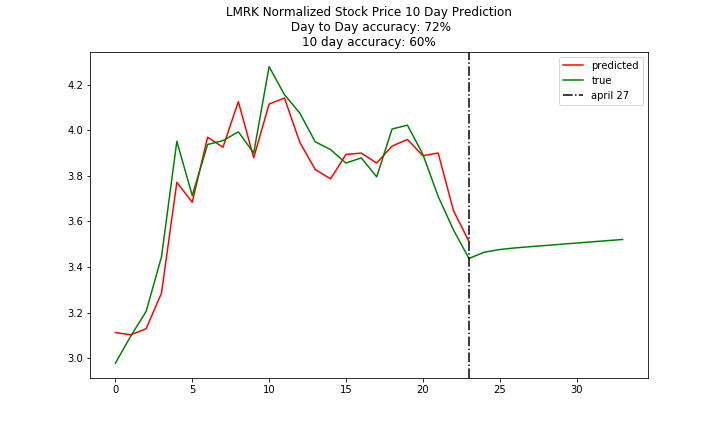 LMRK Normalized Stock Price 10 Day Prediction
Day to Day accuracy: 72%
10 day accuracy: 60%
predicted
true
april 27
4.2
4.0
3.8
3.6
3.4
3.2
3.0
0 5 10 15 20 25 30